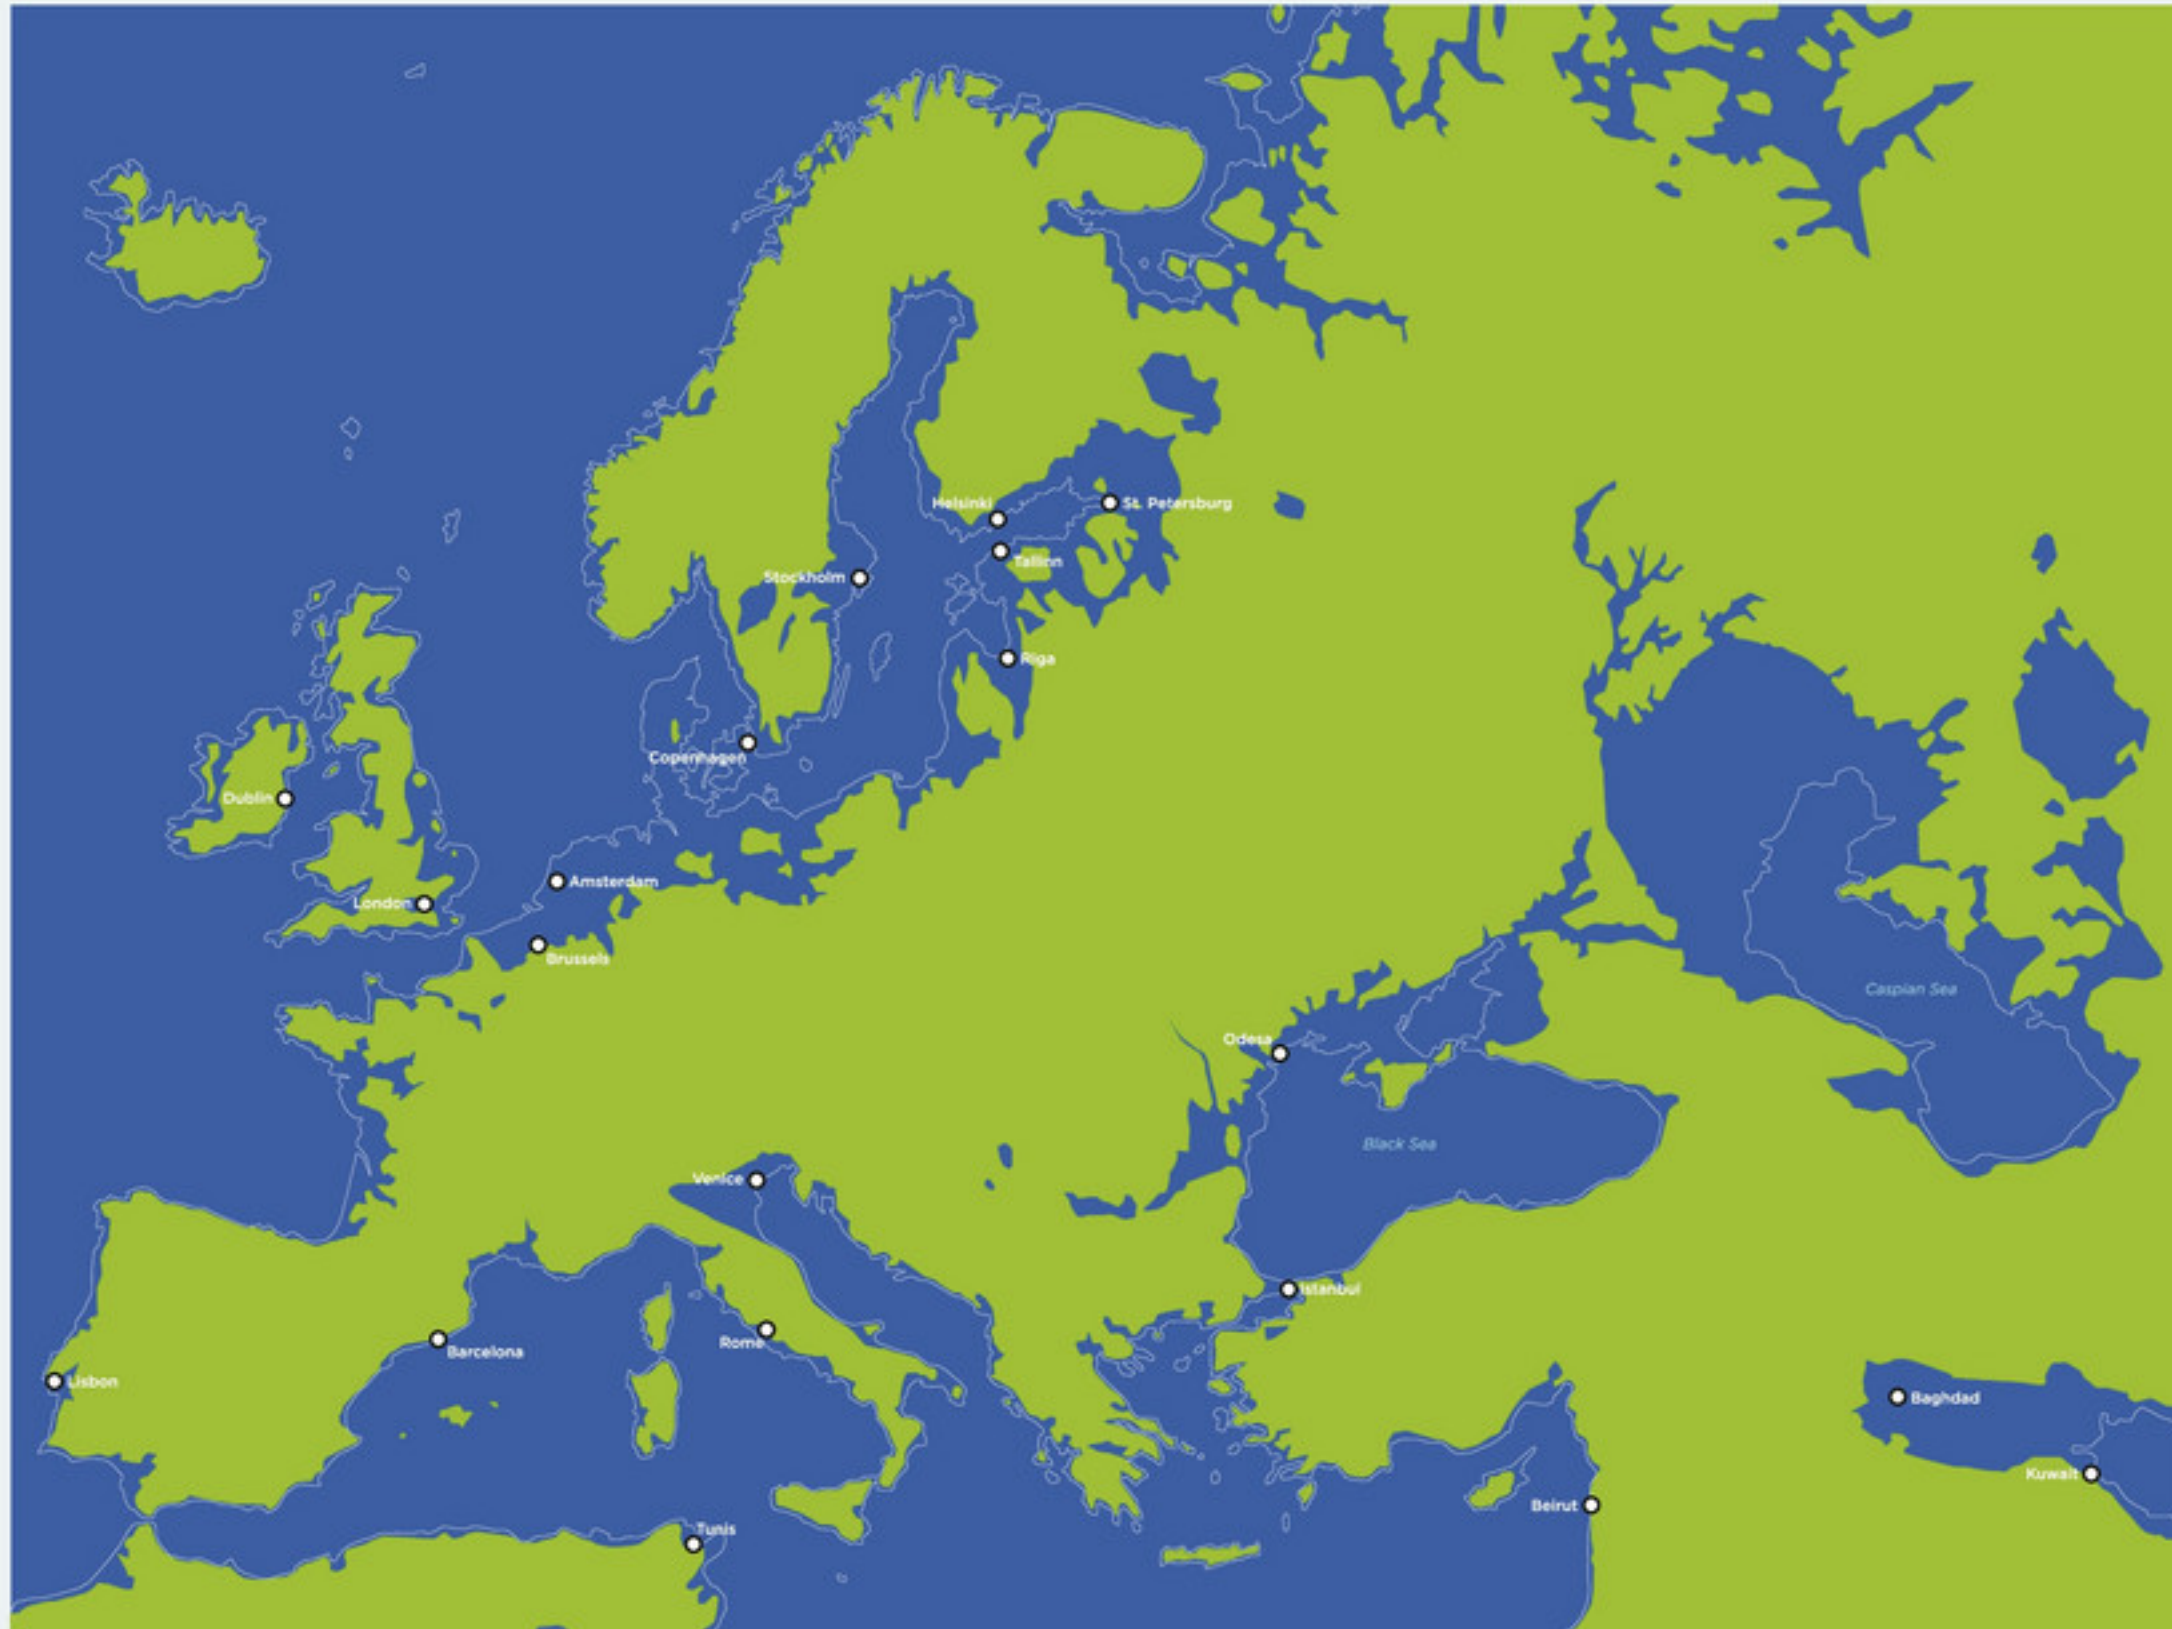 Helsinki
St. Petersburg
Tallinn
Stockholm
Riga
Copenhagen
Dublin
Amsterdam
London
Brussels
Caspian Sea
Odesa
Black Sea
Venice
Istanbul
Rome
Barcelona
Lisbon
Baghdad
Kuwait
Beirut
Tunis